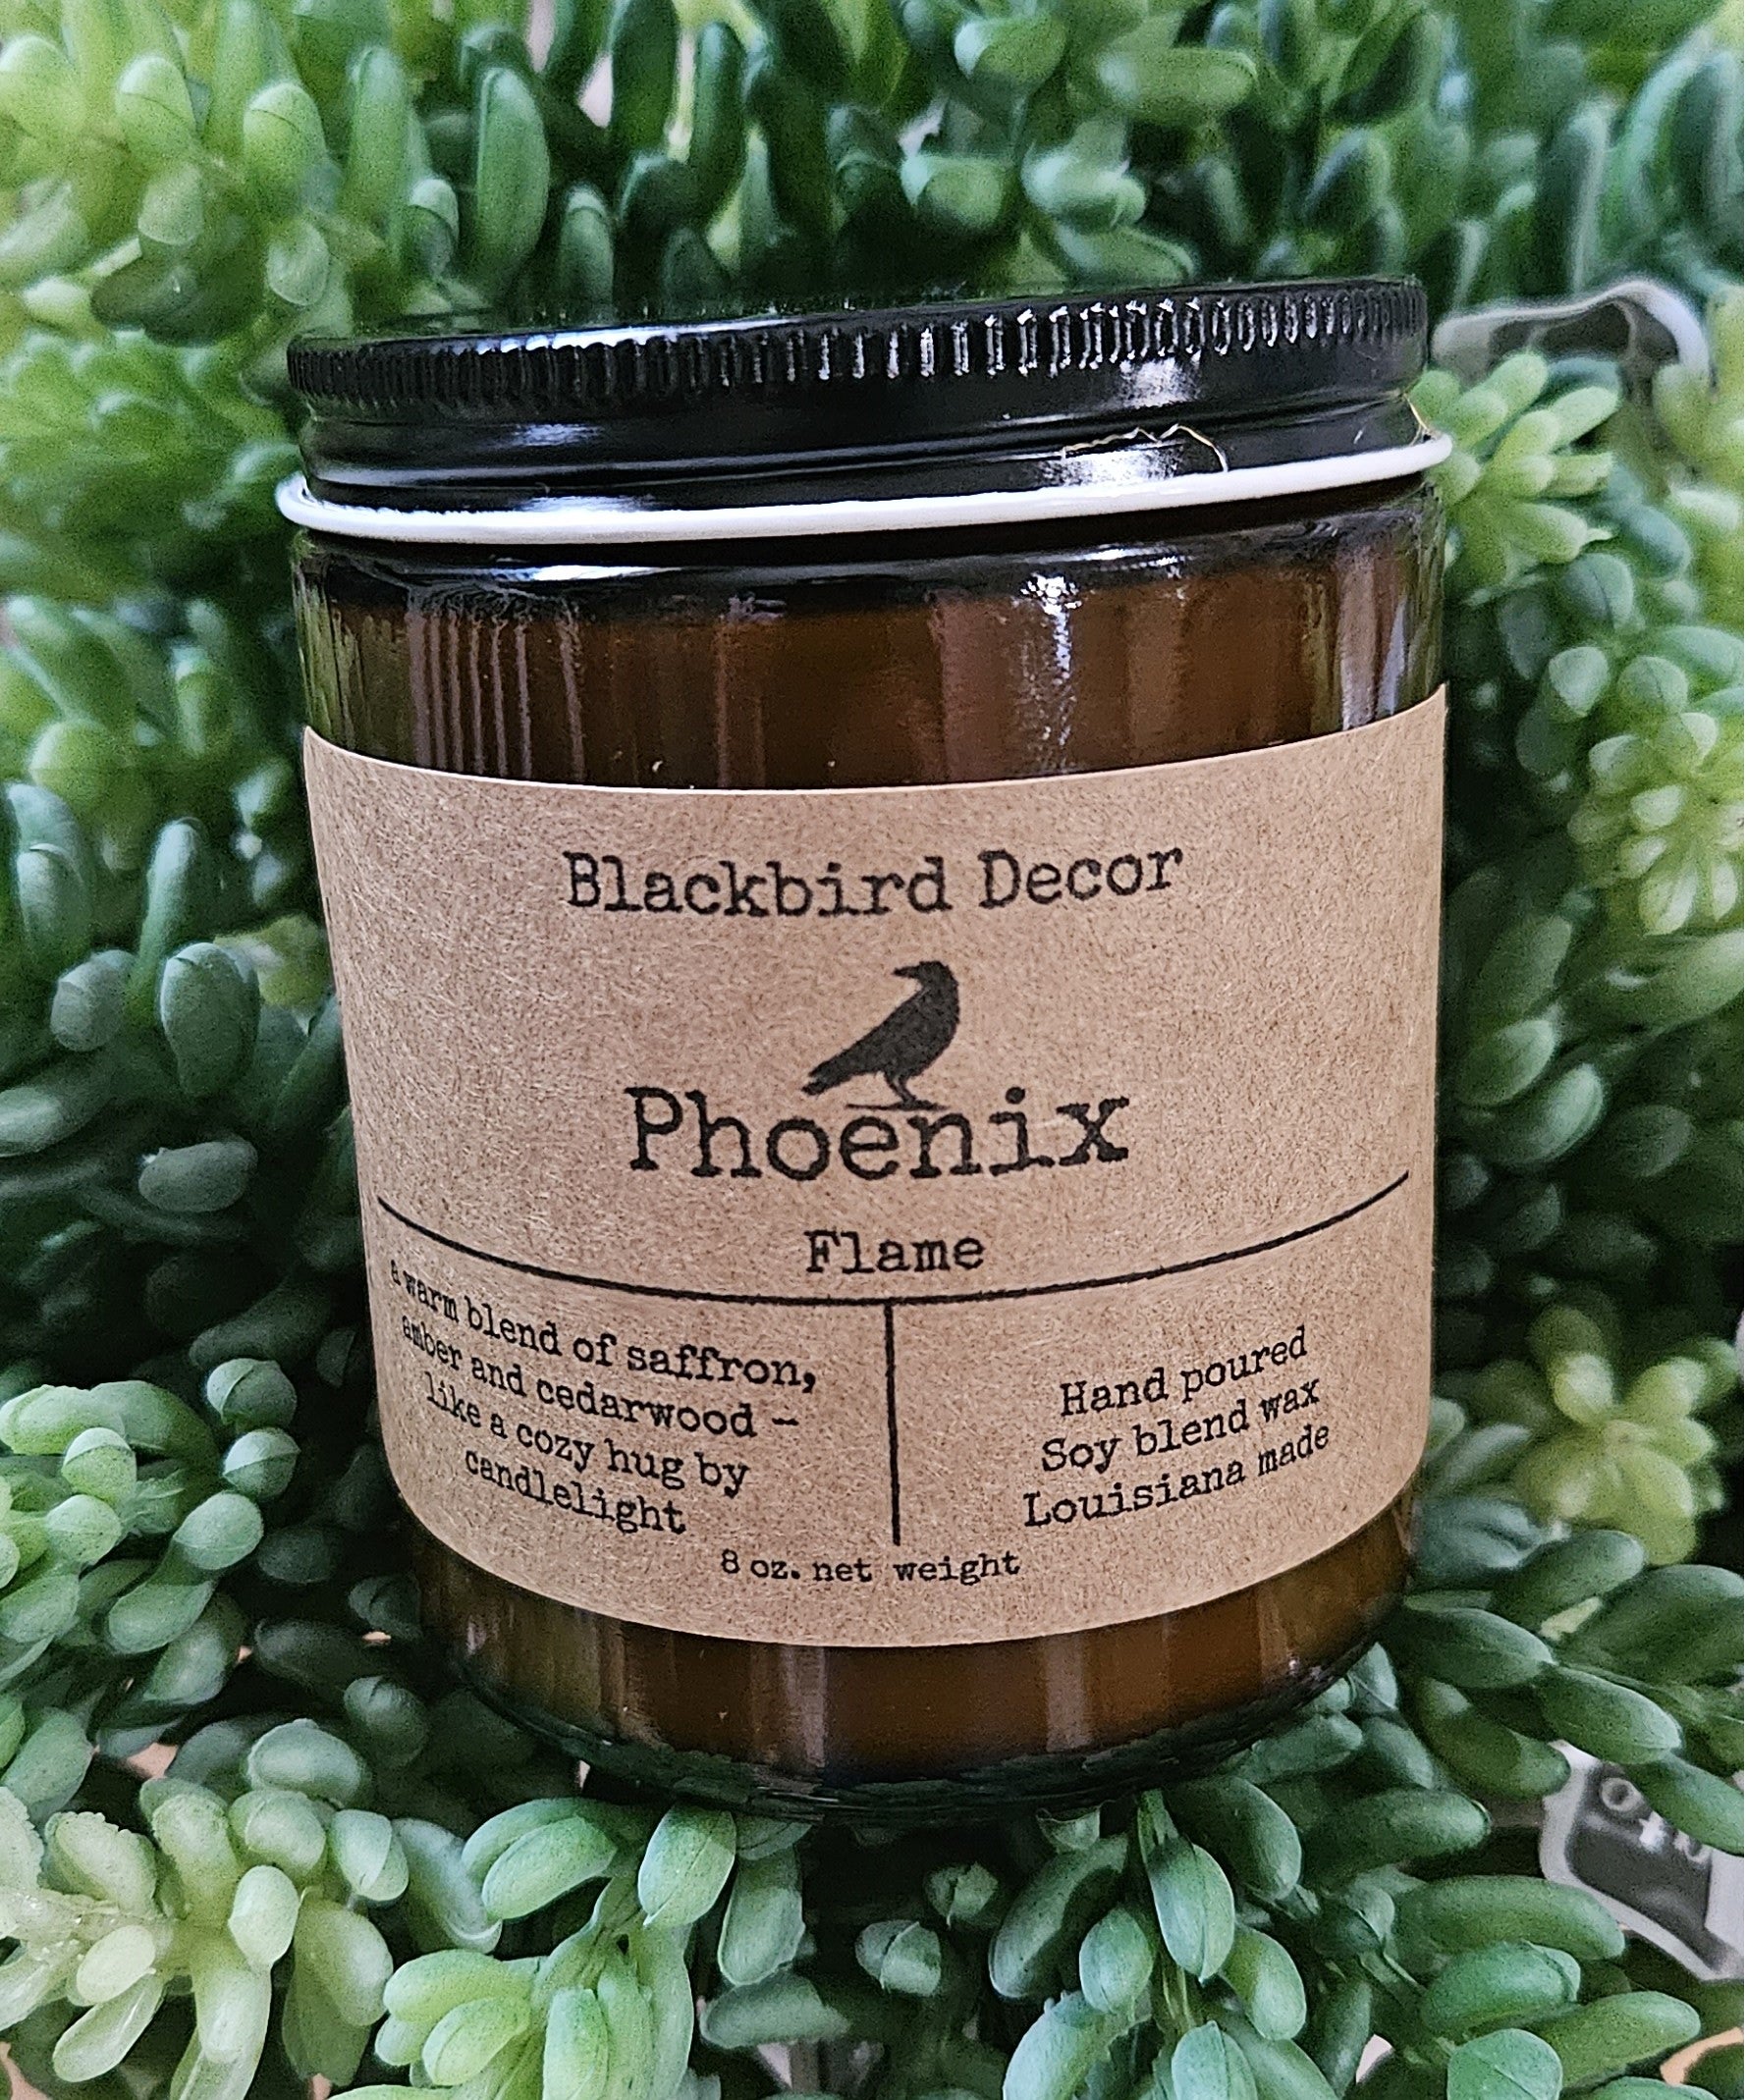 Blackbird Decor
Phoenix
Flame
a warm blend of saffron,
amber and cedarwood –
like a cozy hug by
candlelight
Hand poured
Soy blend wax
Louisiana made
8 oz. net weight